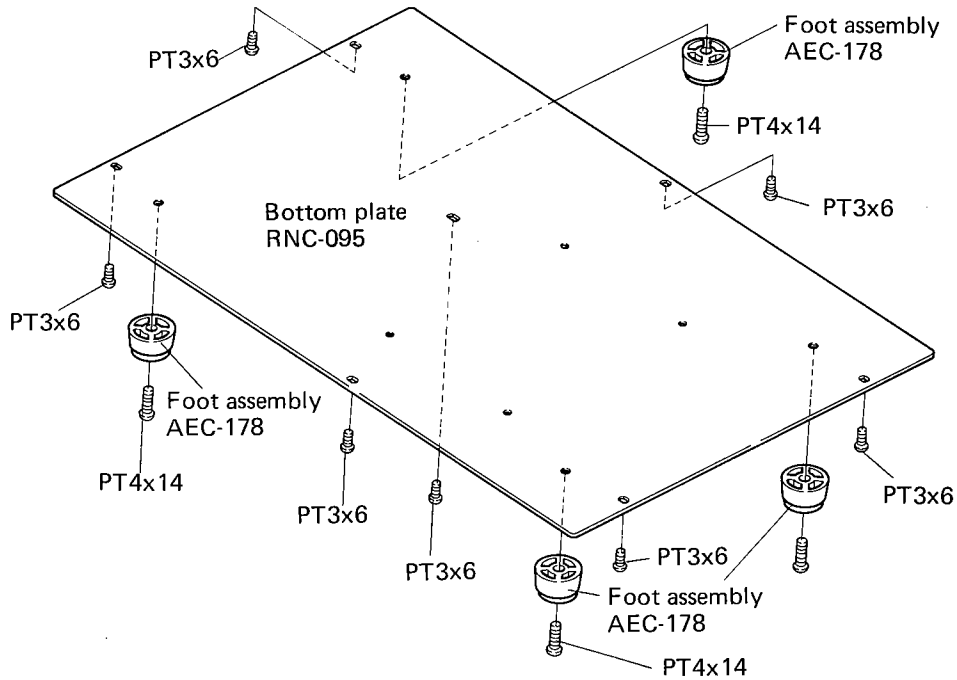 PT3x6
Foot assembly
AEC-178
PT4x14
PT3x6
Bottom plate
RNC-095
PT3x6
Foot assembly
AEC-178
PT4x14
PT3x6
PT3x6
PT3x6
PT3x6
Foot assembly
AEC-178
PT4x14